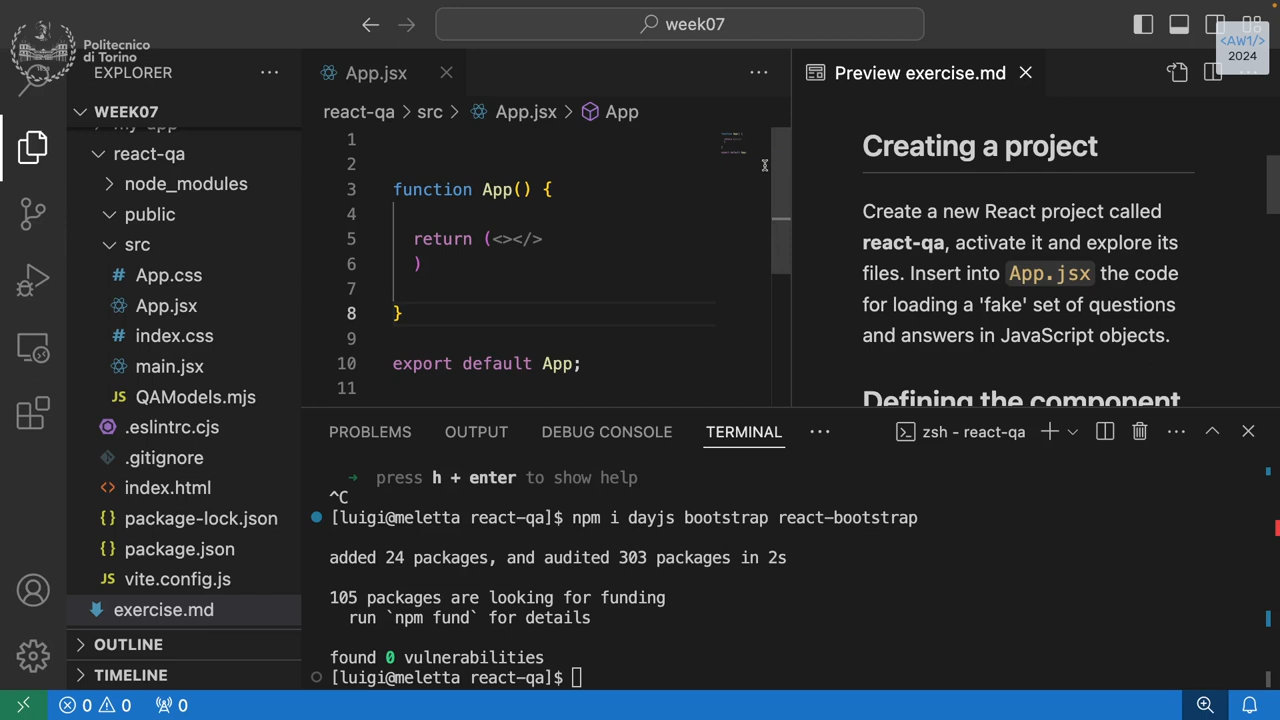 week07
Politecnico
di Torino
<AW1/>
2024
EXPLORER
WEEK07
my-app
react-qa
node_modules
public
src
App.css
App.jsx
index.css
main.jsx
QAModels.mjs
.eslintrc.cjs
.gitignore
index.html
package-lock.json
package.json
vite.config.js
exercise.md
OUTLINE
TIMELINE
App.jsx
react-qa > src > App.jsx > App
1
2
3 function App() {
4
5 return (<></>
6 )
7
8 }
9
10 export default App;
11
Preview exercise.md
Creating a project
Create a new React project called
react-qa, activate it and explore its
files. Insert into App.jsx the code
for loading a 'fake' set of questions
and answers in JavaScript objects.
Defining the component
PROBLEMS OUTPUT DEBUG CONSOLE TERMINAL
zsh - react-qa
➜ press h + enter to show help
^C
[luigi@meletta react-qa]$ npm i dayjs bootstrap react-bootstrap
added 24 packages, and audited 303 packages in 2s
105 packages are looking for funding
run `npm fund` for details
found 0 vulnerabilities
[luigi@meletta react-qa]$
0 0 0